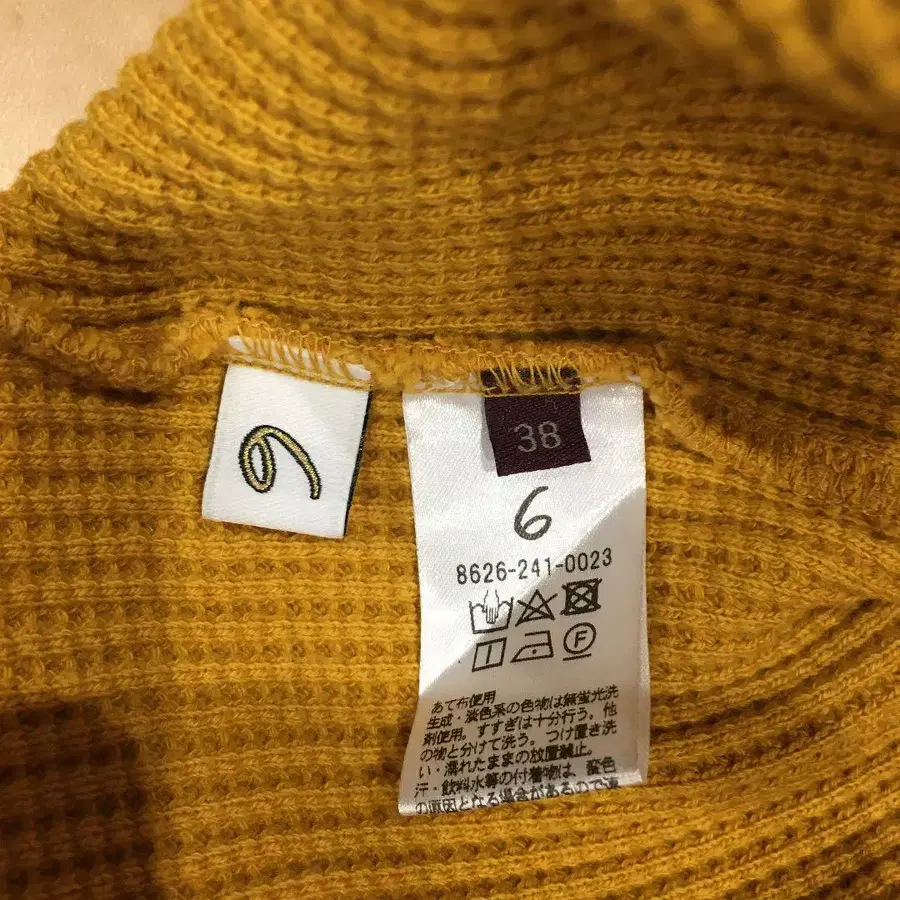 6
38
6
8626-241-0023
F
あて布使用
生成・淡色系の色物は無蛍光洗
剤使用。すすぎは十分行う。他
の物と分けて洗う。つけ置き洗
い・濡れたままの放置禁止。
汗・飲料水等の付着物は、変色
の原因となる場合があるので